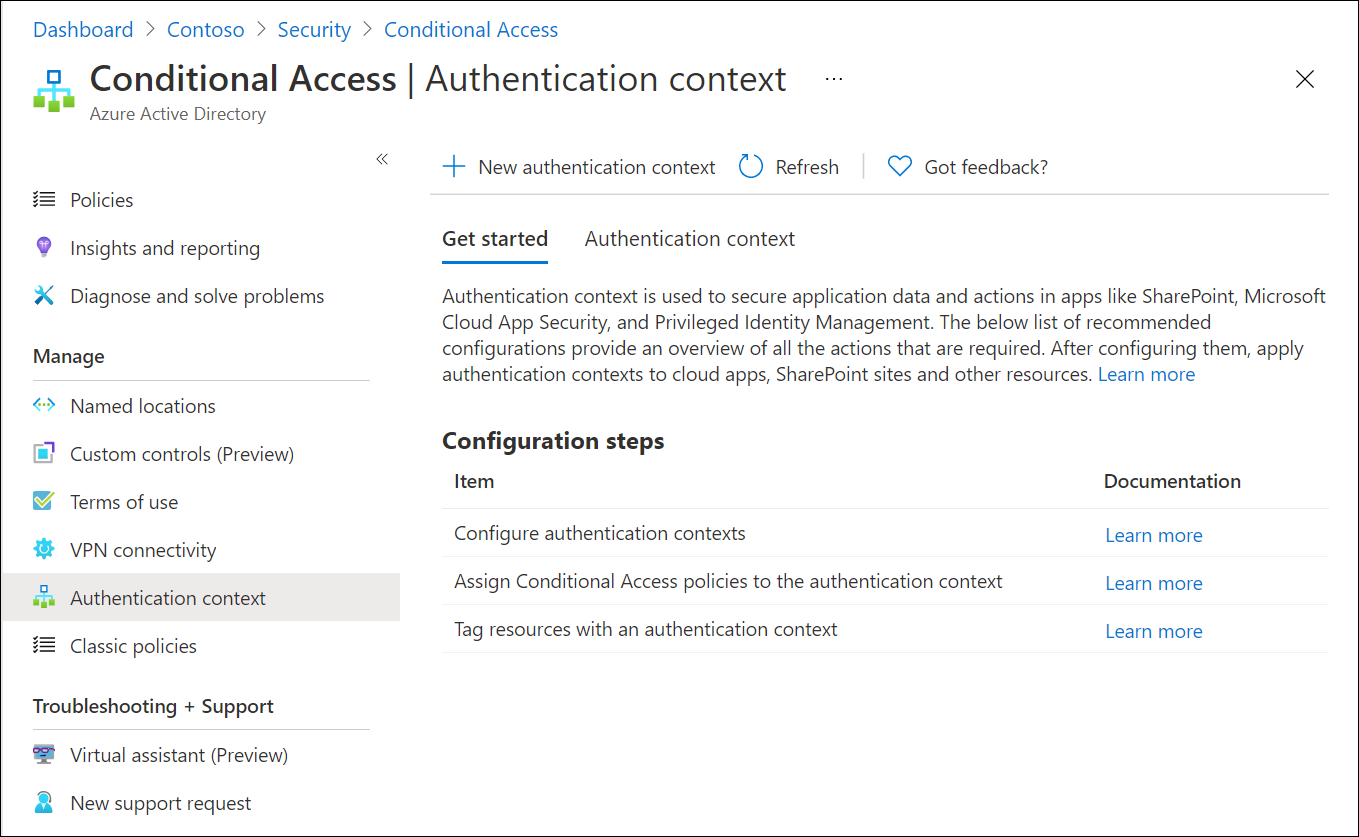 Dashboard > Contoso > Security > Conditional Access
Conditional Access | Authentication context ...
Azure Active Directory
«
Policies
Insights and reporting
Diagnose and solve problems
Manage
Named locations
Custom controls (Preview)
Terms of use
VPN connectivity
Authentication context
Classic policies
Troubleshooting + Support
Virtual assistant (Preview)
New support request
New authentication context Refresh Got feedback?
Get started Authentication context
Authentication context is used to secure application data and actions in apps like SharePoint, Microsoft
Cloud App Security, and Privileged Identity Management. The below list of recommended
configurations provide an overview of all the actions that are required. After configuring them, apply
authentication contexts to cloud apps, SharePoint sites and other resources. Learn more
Configuration steps
Item Documentation
Configure authentication contexts Learn more
Assign Conditional Access policies to the authentication context Learn more
Tag resources with an authentication context Learn more